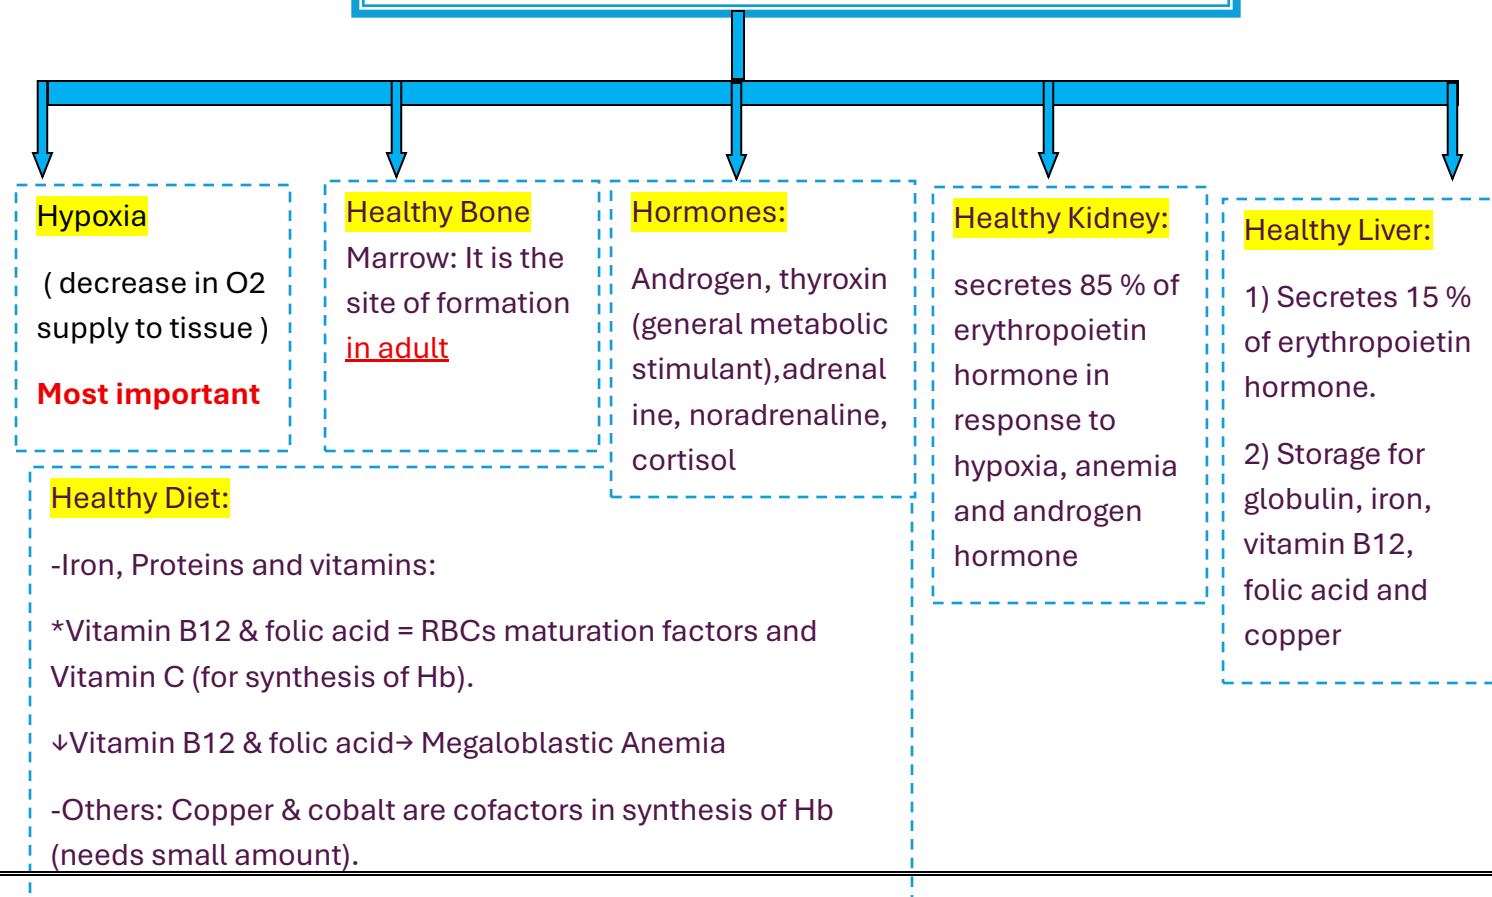 Hypoxia
( decrease in O2
supply to tissue )
Most important
Healthy Bone
Marrow: It is the
site of formation
in adult
Hormones:
Androgen, thyroxin
(general metabolic
stimulant),adrenal
ine, noradrenaline,
cortisol
Healthy Kidney:
secretes 85 % of
erythropoietin
hormone in
response to
hypoxia, anemia
and androgen
hormone
Healthy Liver:
1) Secretes 15 %
of erythropoietin
hormone.
2) Storage for
globulin, iron,
vitamin B12,
folic acid and
copper
Healthy Diet:
-Iron, Proteins and vitamins:
*Vitamin B12 & folic acid = RBCs maturation factors and
Vitamin C (for synthesis of Hb).
↓Vitamin B12 & folic acid→ Megaloblastic Anemia
-Others: Copper & cobalt are cofactors in synthesis of Hb
(needs small amount).